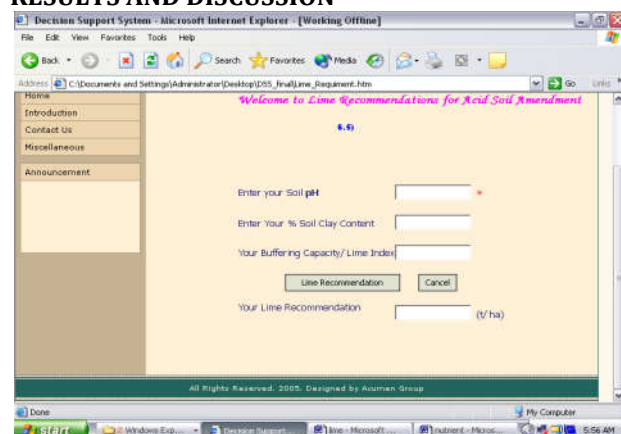 RESULTS AND DISCUSSION
Decision Support System - Microsoft Internet Explorer - [Working Offline]
File Edit View Favorites Tools Help
Back Search Favorites Media
Address C:\Documents and Settings\Administrator\Desktop\DSS_final\Lime_Requiment.htm Go Links
Home
Welcome to Lime Recommendations for Acid Soil Amendment
Introduction
Contact Us
6.5)
Miscellaneous
Announcement
Enter your Soil pH *
Enter Your % Soil Clay Content
Your Buffering Capacity/ Lime Index
Lime Recommendation Cancel
Your Lime Recommendation (t/ ha)
All Rights Reserved. 2005. Designed by Acumen Group
Done My Computer
start 2 Windows Exp... Decision Support ... lime - Microsoft ... nutrient - Micros... 5:56 AM